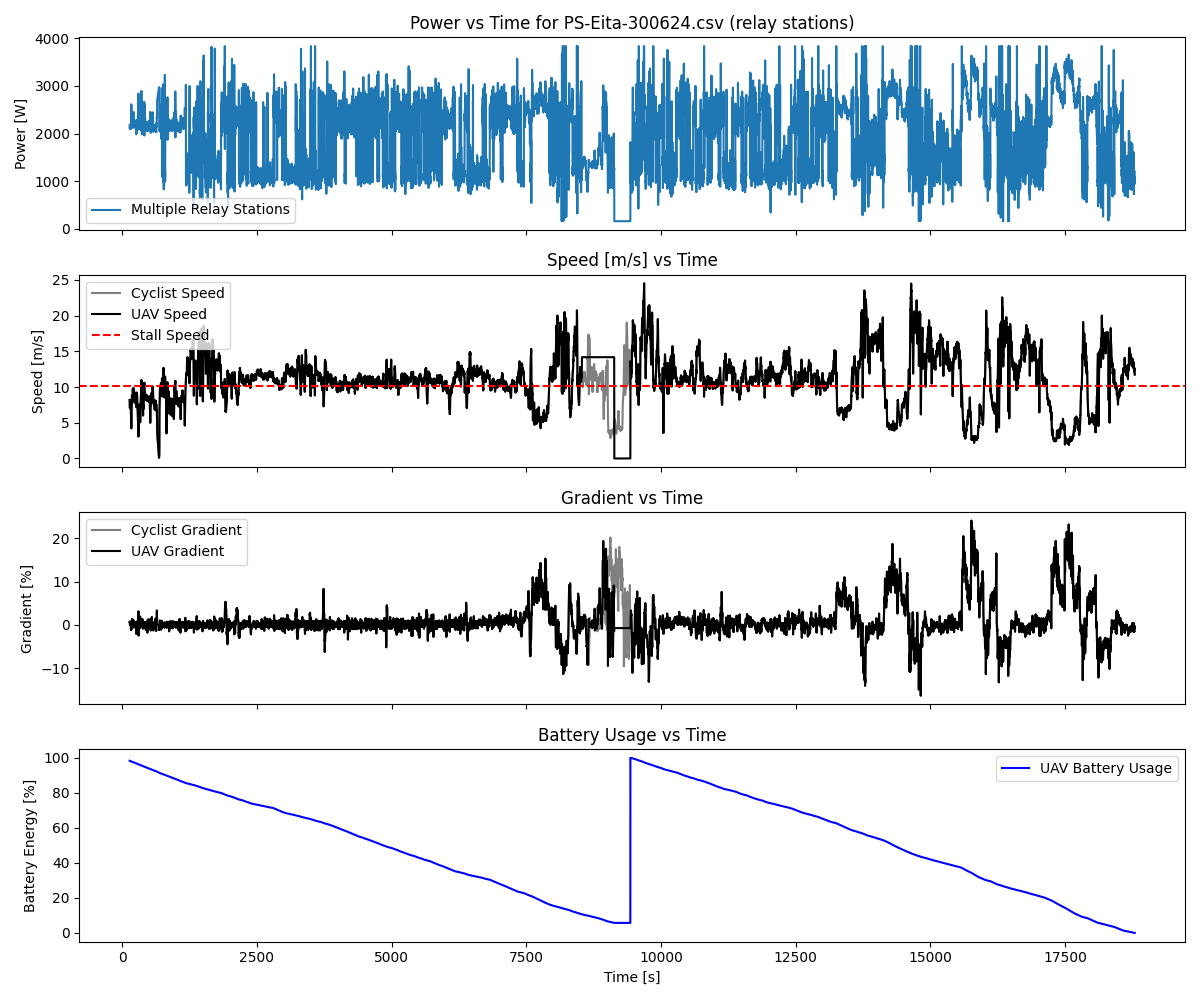 Power vs Time for PS-Eita-300624.csv (relay stations)
4000
3000
2000
1000
0
Power [W]
Multiple Relay Stations
Speed [m/s] vs Time
25
20
15
10
5
0
Speed [m/s]
Cyclist Speed
UAV Speed
Stall Speed
Gradient vs Time
20
10
0
−10
Gradient [%]
Cyclist Gradient
UAV Gradient
Battery Usage vs Time
100
80
60
40
20
0
Battery Energy [%]
UAV Battery Usage
0 2500 5000 7500 10000 12500 15000 17500
Time [s]